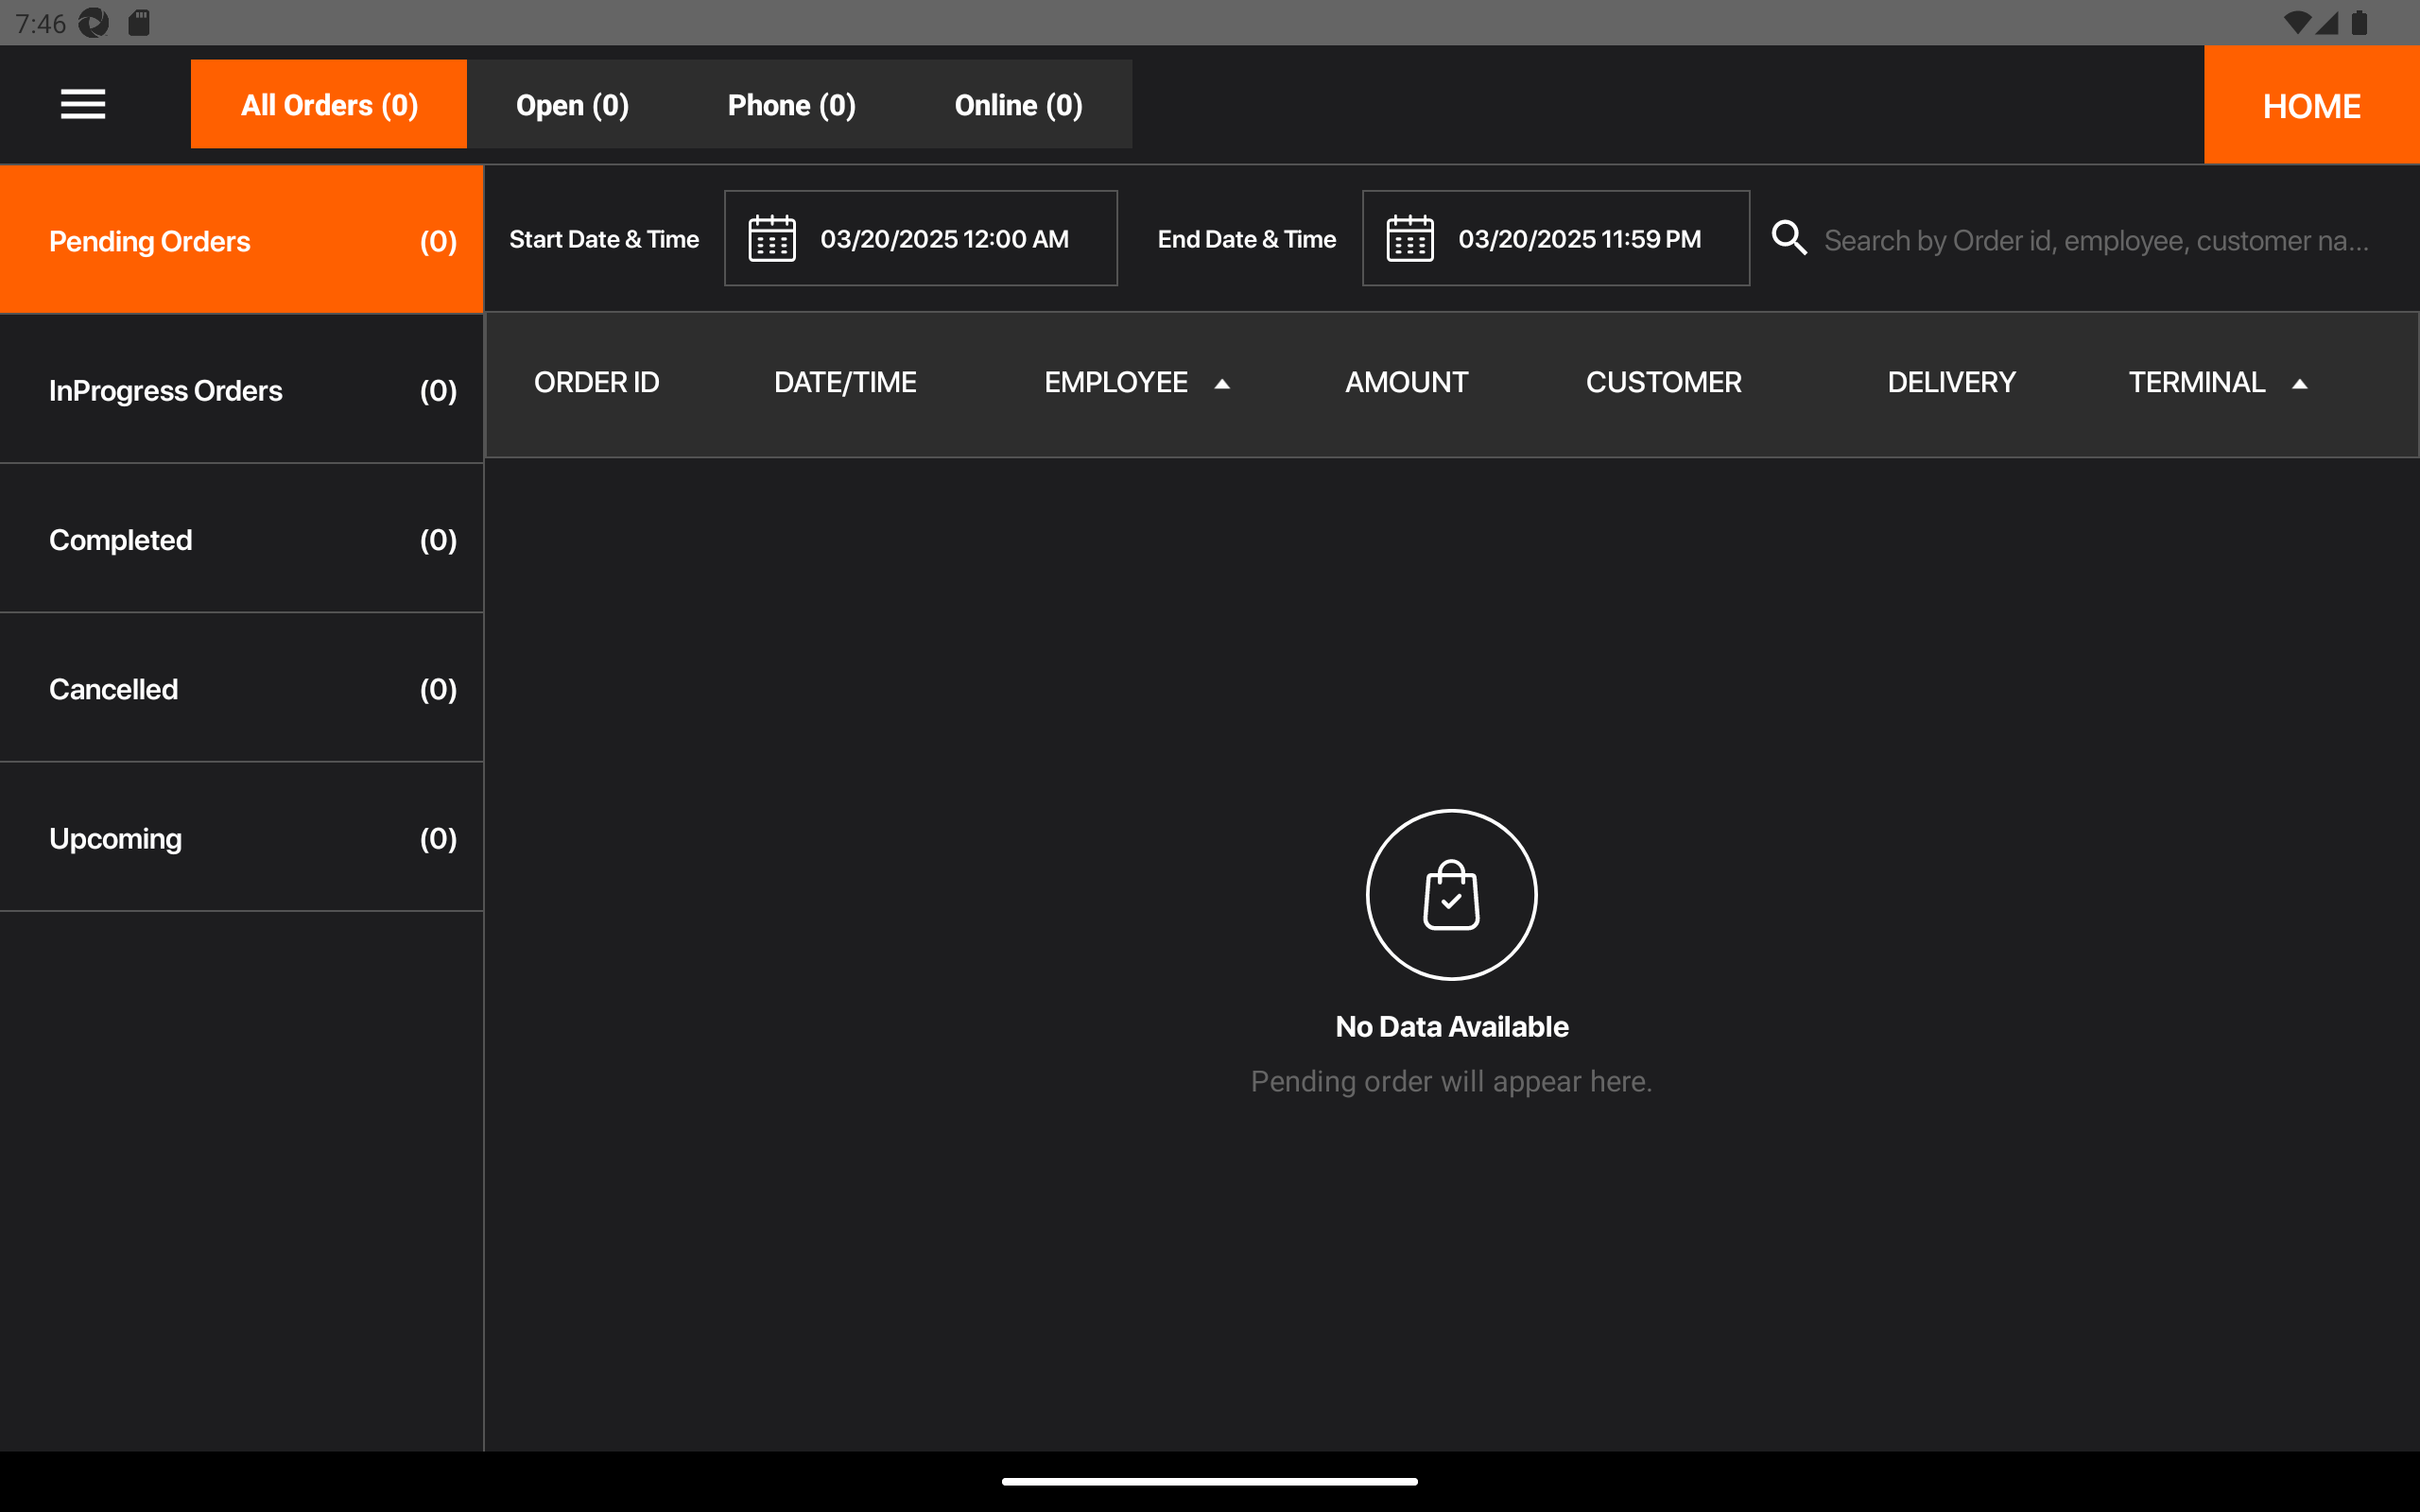 7:46
All Orders (0) Open (0) Phone (0) Online (0) HOME
Pending Orders (0)
Start Date & Time 03/20/2025 12:00 AM End Date & Time 03/20/2025 11:59 PM Search by Order id, employee, customer na...
ORDER ID DATE/TIME EMPLOYEE AMOUNT CUSTOMER DELIVERY TERMINAL
InProgress Orders (0)
Completed (0)
Cancelled (0)
Upcoming (0)
No Data Available
Pending order will appear here.